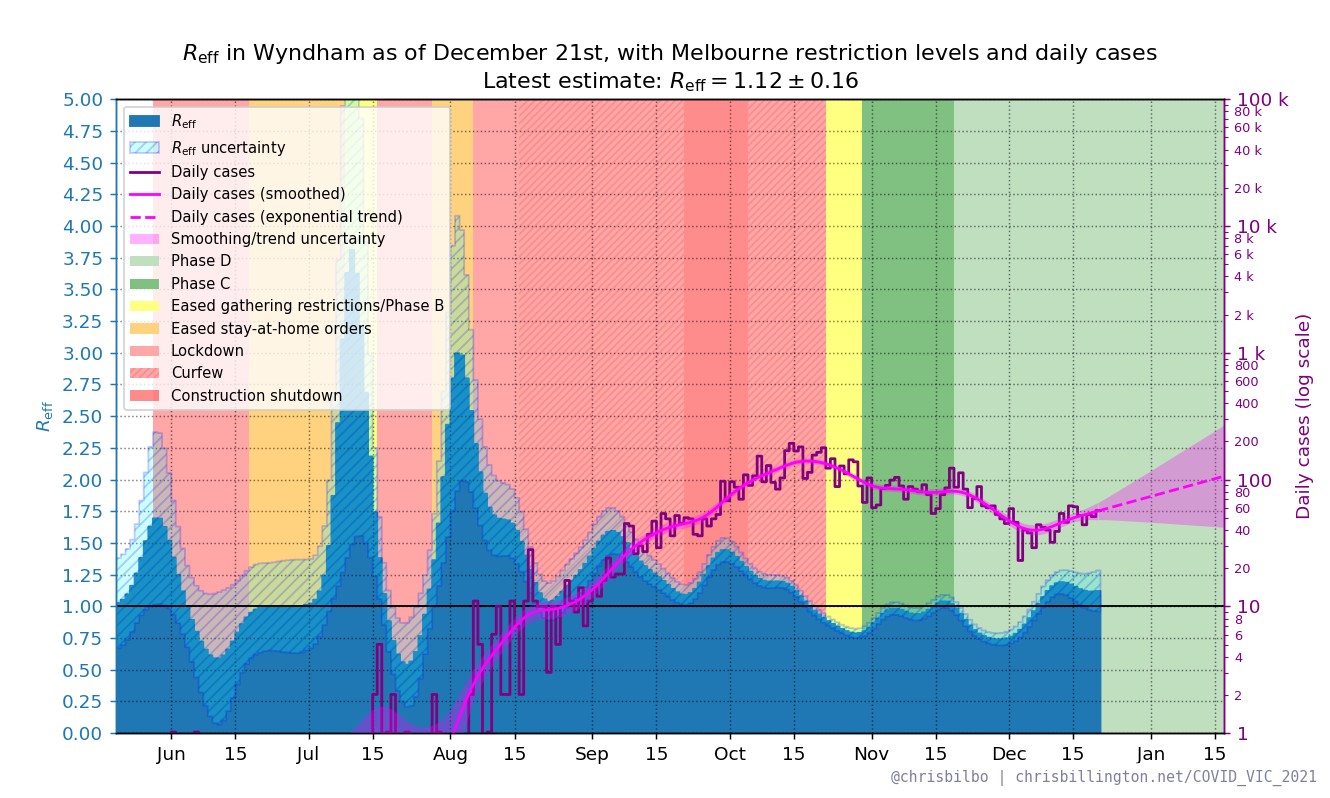 Reff in Wyndham as of December 21st, with Melbourne restriction levels and daily cases
Latest estimate: Reff = 1.12 ± 0.16
5.00
4.75
4.50
4.25
4.00
3.75
3.50
3.25
3.00
2.75
2.50
2.25
2.00
1.75
1.50
1.25
1.00
0.75
0.50
0.25
0.00
Reff
Reff
Reff uncertainty
Daily cases
Daily cases (smoothed)
Daily cases (exponential trend)
Smoothing/trend uncertainty
Phase D
Phase C
Eased gathering restrictions/Phase B
Eased stay-at-home orders
Lockdown
Curfew
Construction shutdown
100 k
80 k
60 k
40 k
20 k
10 k
8 k
6 k
4 k
2 k
1 k
800
600
400
200
100
80
60
40
20
10
8
6
4
2
1
Daily cases (log scale)
Jun 15 Jul 15 Aug 15 Sep 15 Oct 15 Nov 15 Dec 15 Jan 15
@chrisbilbo | chrisbillington.net/COVID_VIC_2021